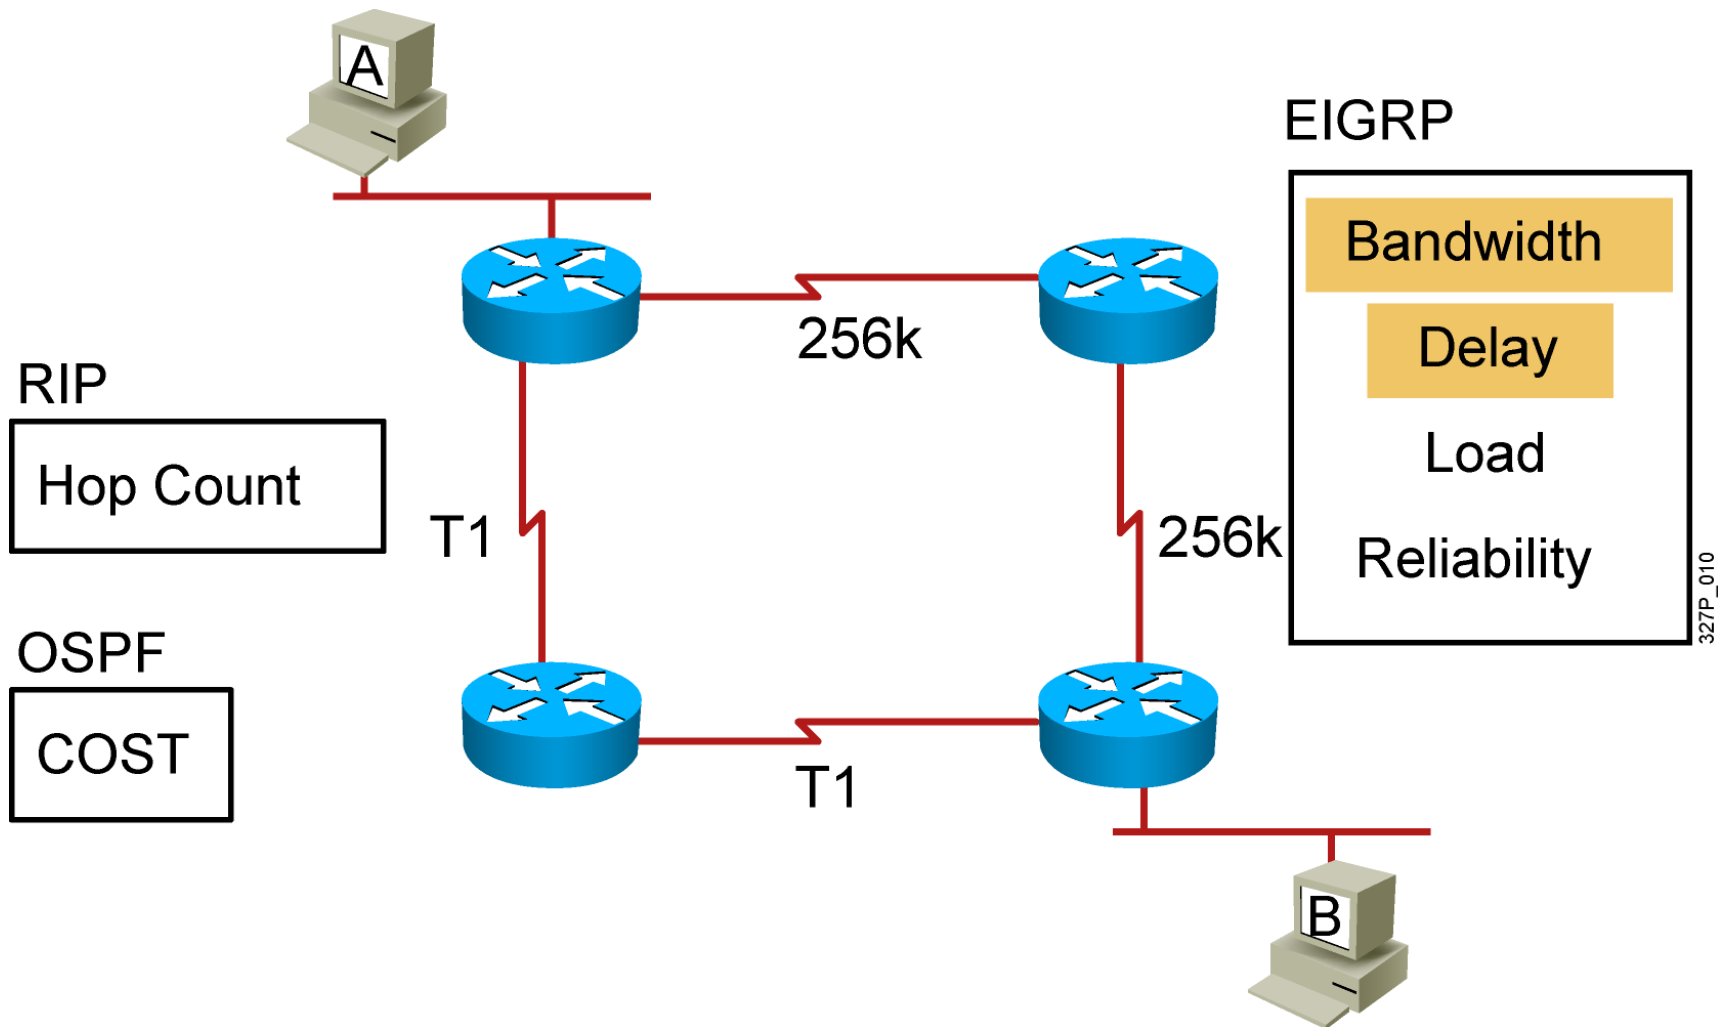 A
EIGRP
Bandwidth
Delay
Load
Reliability
256k
RIP
Hop Count
T1
256k
OSPF
COST
T1
B
327P_010